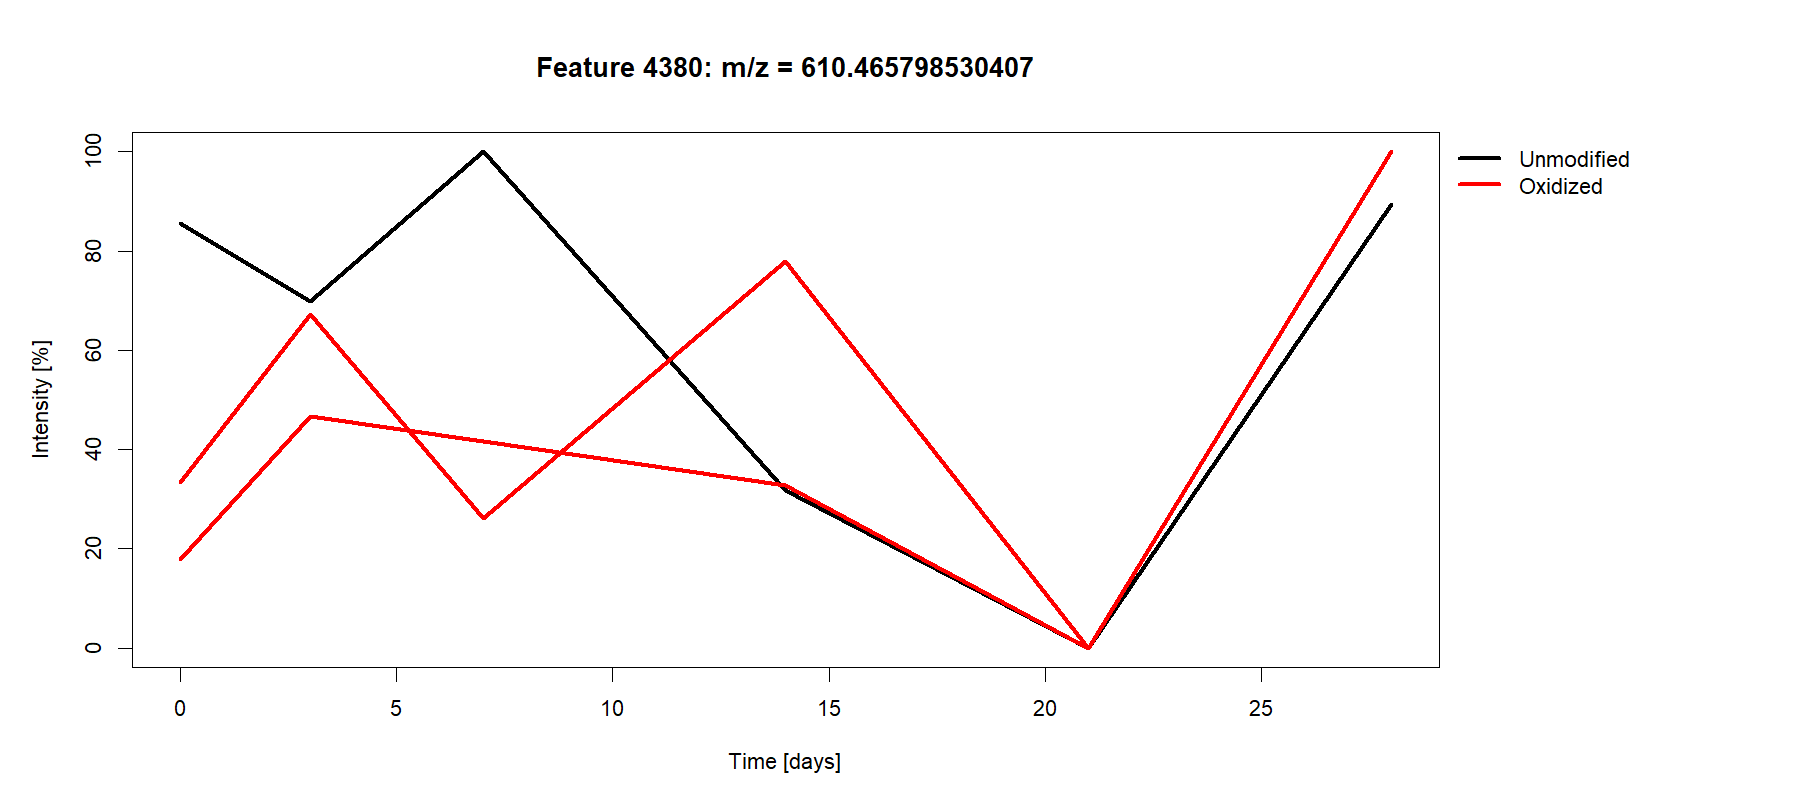 Feature 4380: m/z = 610.465798530407
Unmodified
Oxidized
Intensity [%]
100
80
60
40
20
0
0 5 10 15 20 25
Time [days]